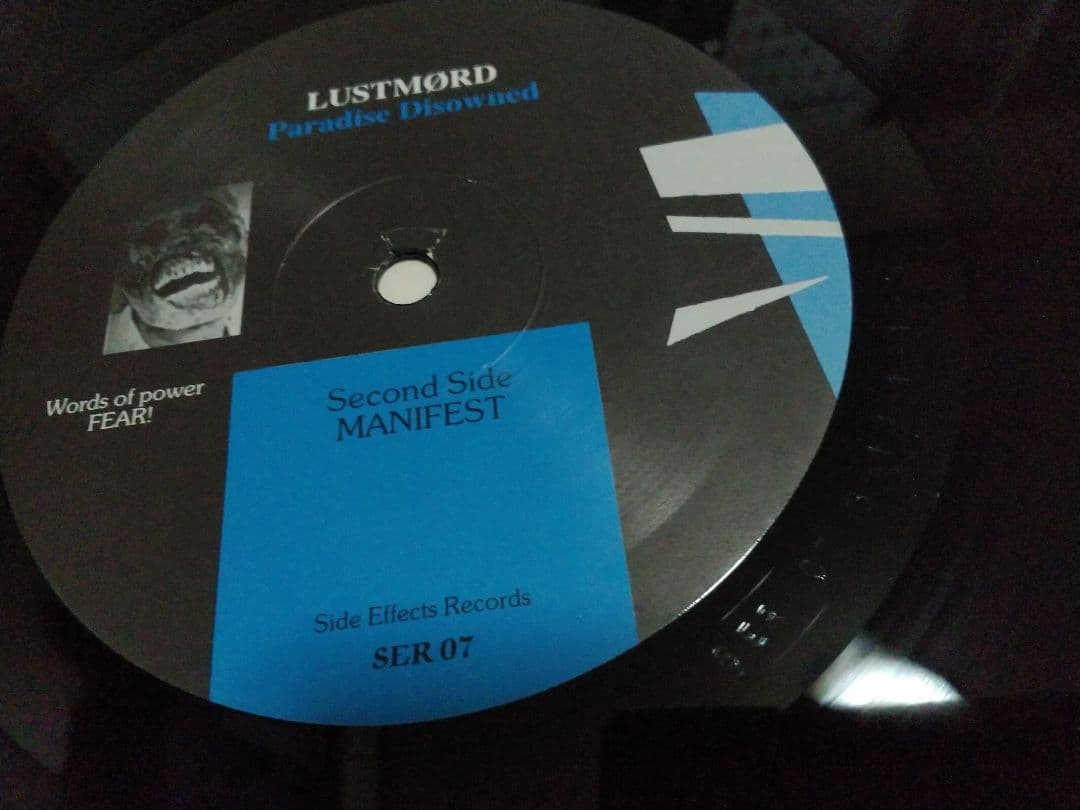 LUSTMØRD
Paradise Disowned
Words of power
FEAR!
Second Side
MANIFEST
Side Effects Records
SER 07